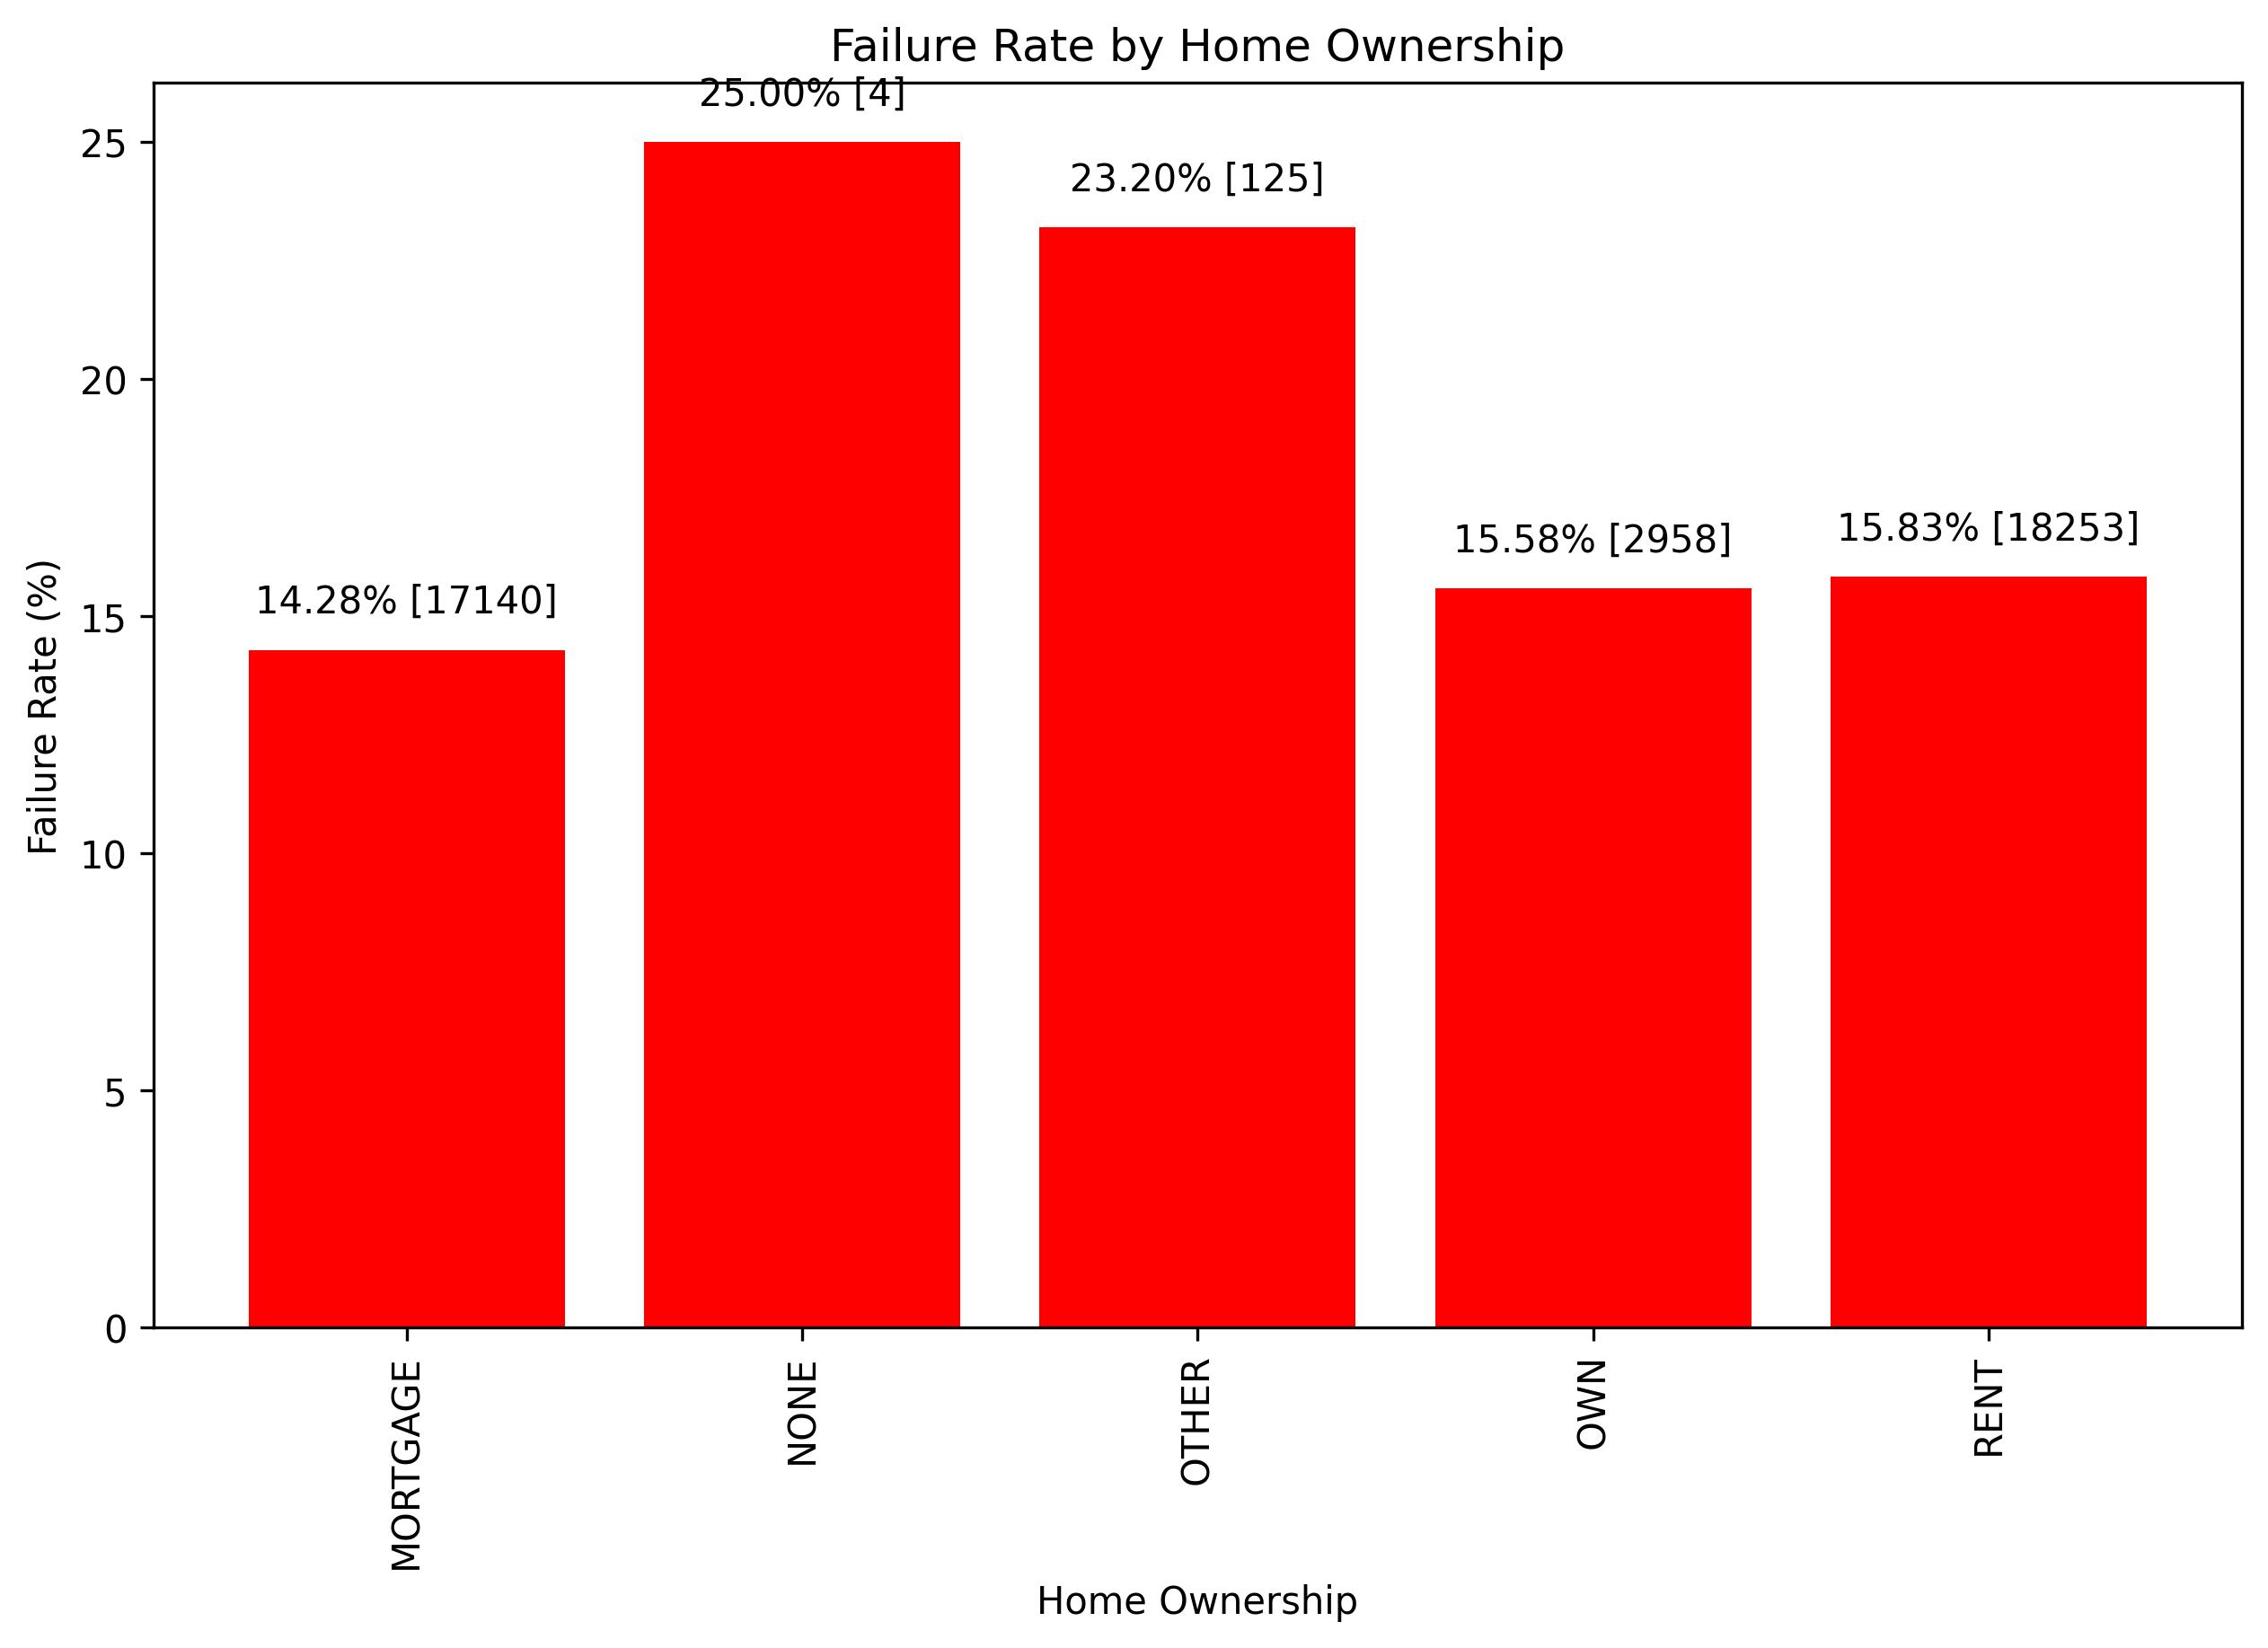 Failure Rate by Home Ownership
25.00% [4]
23.20% [125]
15.83% [18253]
15.58% [2958]
14.28% [17140]
Failure Rate (%)
25
20
15
10
5
0
MORTGAGE
NONE
OTHER
OWN
RENT
Home Ownership